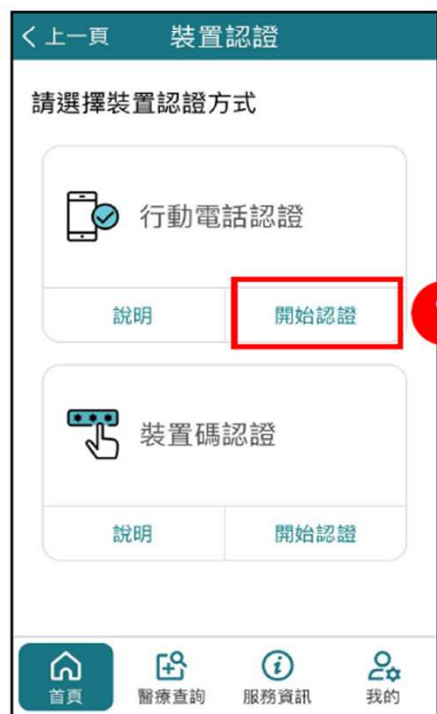 上一頁 裝置認證
請選擇裝置認證方式
行動電話認證
說明 開始認證
裝置碼認證
說明 開始認證
首頁 醫療查詢 服務資訊 我的